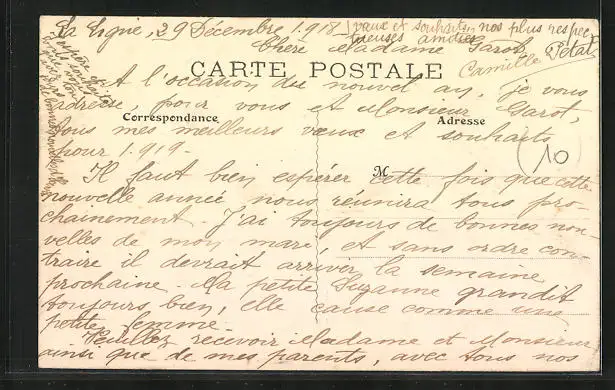 La Ligne, 29 Décembre 1918
Chère Madame Garot,
CARTE POSTALE
A l'occasion du nouvel an, je vous
adresse, pour vous et Monsieur Garot,
Correspondance
Adresse
tous mes meilleurs vœux et souhaits
pour 1919.
M
Il faut bien espérer cette fois que cette
nouvelle année nous réunira tous pro
chainement. J'ai toujours de bonnes nou
velles de mon mari, et sans ordre con
traire il devrait arriver la semaine
prochaine. La petite Suzanne grandit
toujours bien, elle cause comme une
petite femme.
Veuillez recevoir Madame et Monsieur
ainsi que de mes parents, avec tous nos
vœux et souhaits, nos plus respec
tueuses amitiés
Camille Petat
(10)